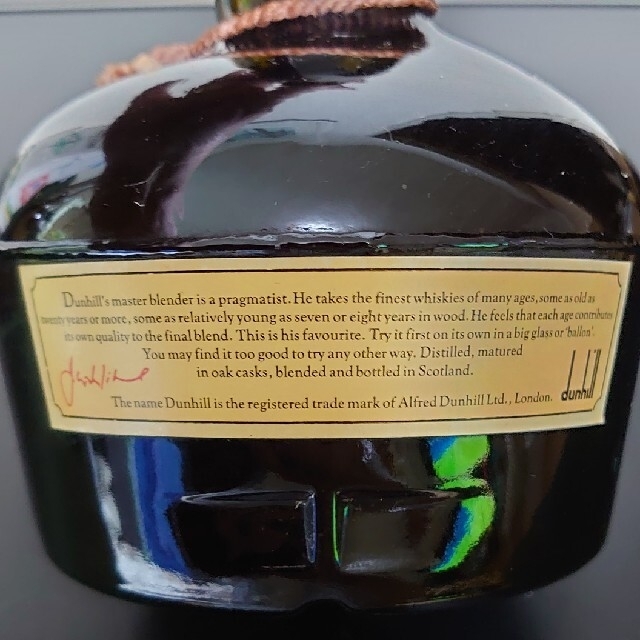 Dunhill's master blender is a pragmatist. He takes the finest whiskies of many ages, some as old as
twenty years or more, some as relatively young as seven or eight years in wood. He feels that each age contributes
its own quality to the final blend. This is his favourite. Try it first on its own in a big glass or 'ballon'.
You may find it too good to try any other way. Distilled, matured
in oak casks, blended and bottled in Scotland.
The name Dunhill is the registered trade mark of Alfred Dunhill Ltd., London.
dunhill